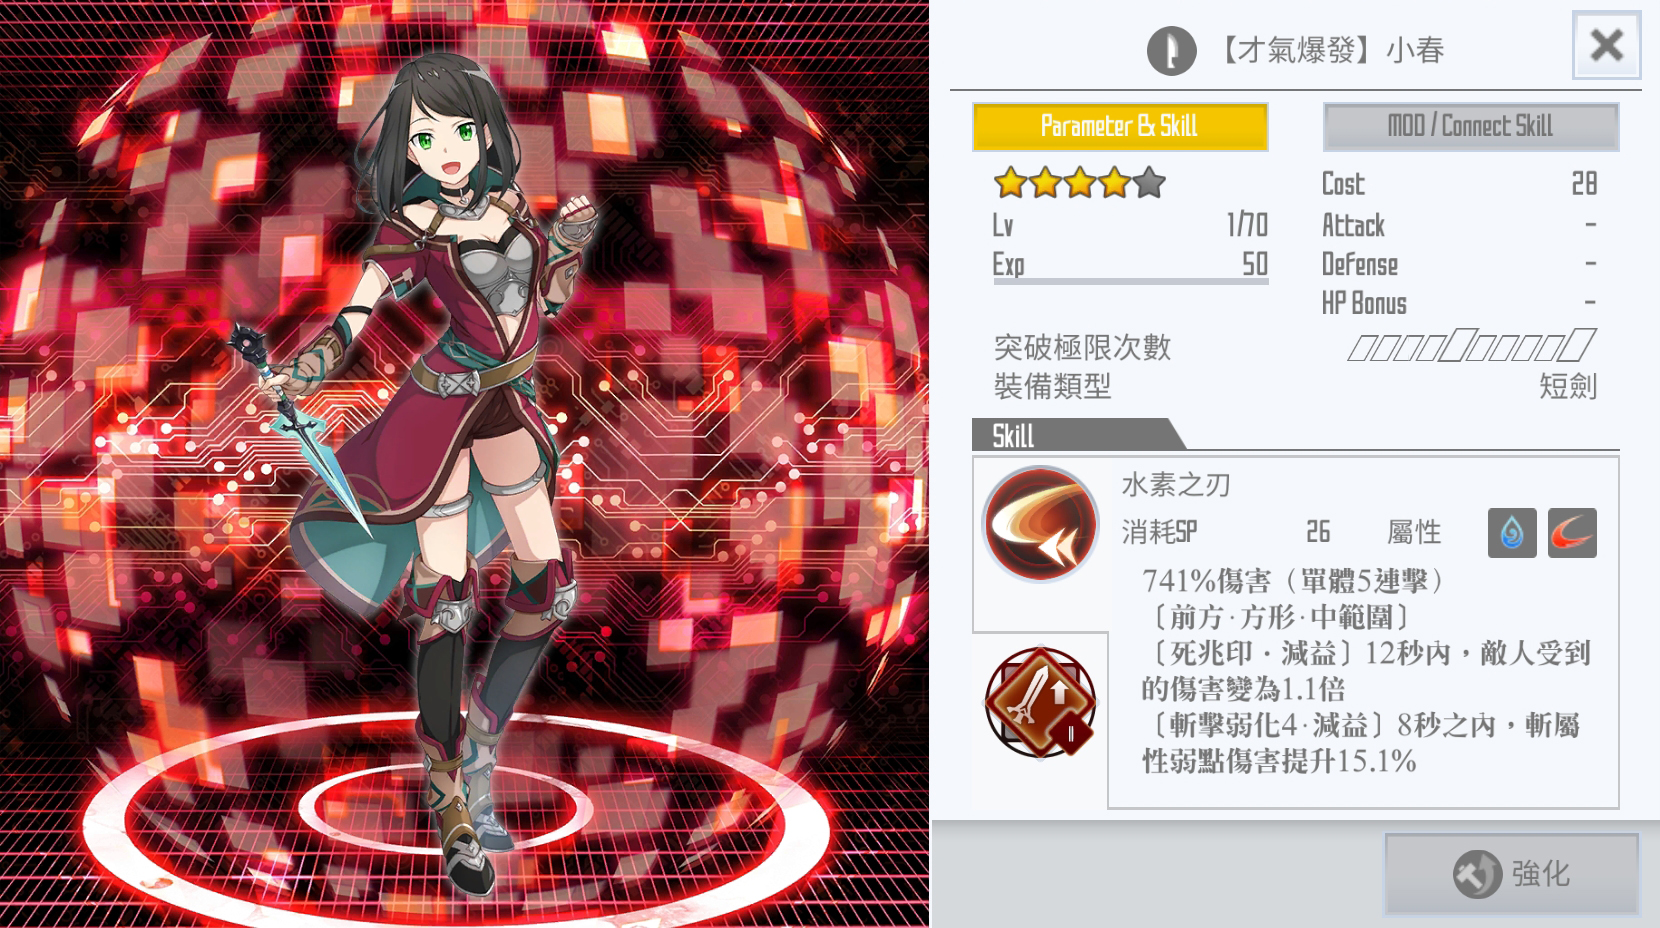 【才氣爆發】小春
Parameter & Skill
MOD / Connect Skill
Lv 1/70
Exp 50
Cost 28
Attack -
Defense -
HP Bonus -
突破極限次數
裝備類型 短劍
Skill
水素之刃
消耗SP 26 屬性
741%傷害（單體5連擊）
〔前方·方形·中範圍〕
〔死兆印·減益〕12秒內，敵人受到
的傷害變為1.1倍
〔斬擊弱化4·減益〕8秒之內，斬屬
性弱點傷害提升15.1%
II
強化